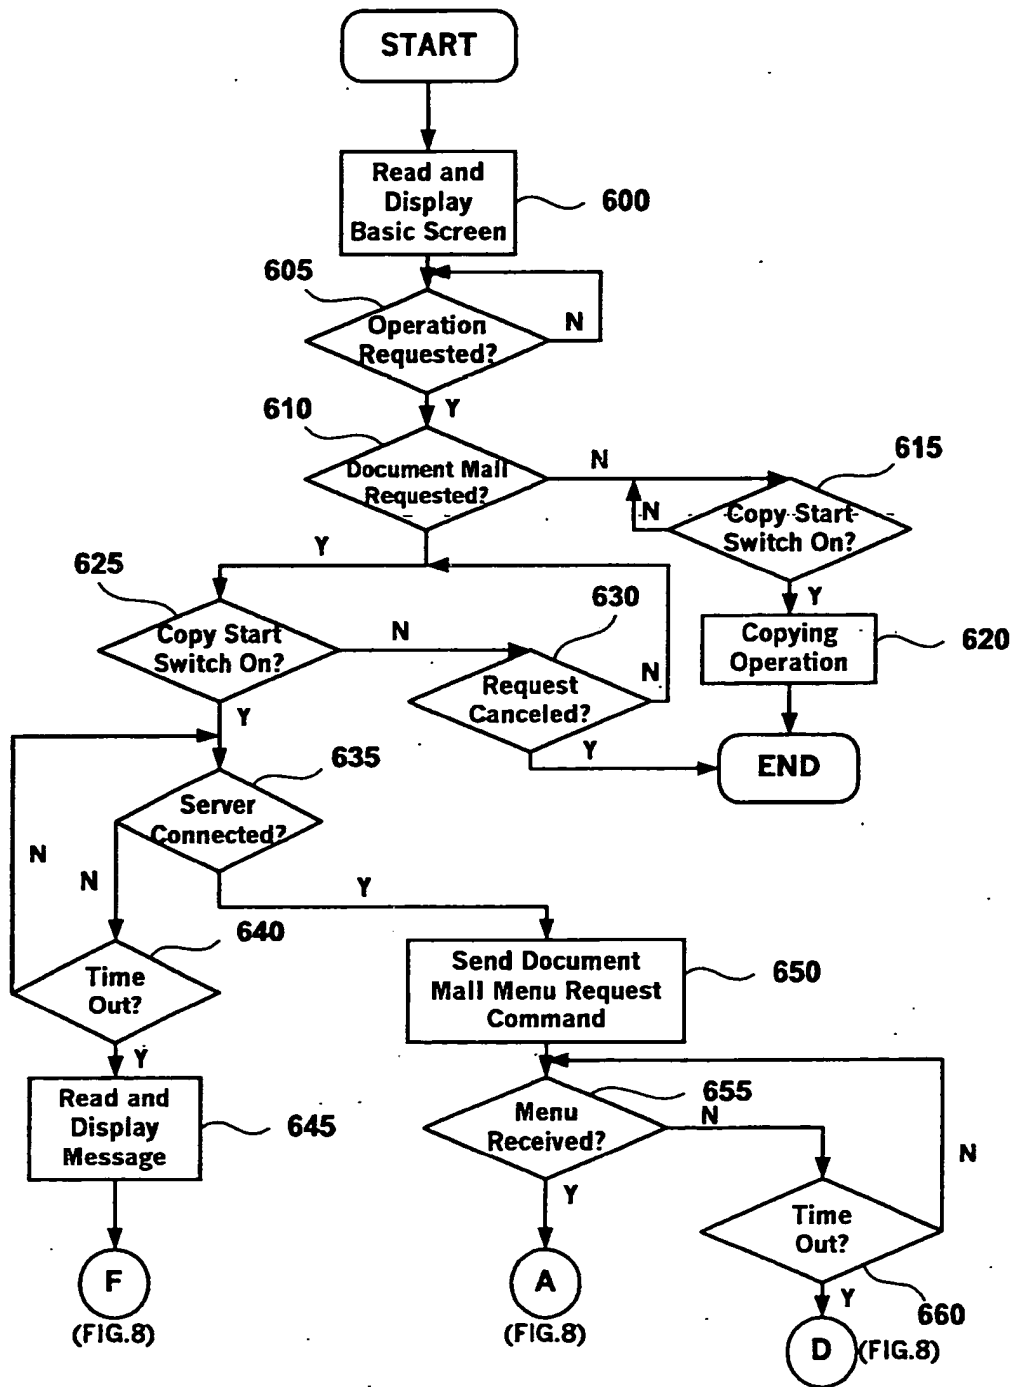 START
Read and
Display
Basic Screen
600
605
Operation
Requested?
N
Y
610
Document Mall
Requested?
N
615
N
Copy Start
Switch On?
Y
Y
625
Copy Start
Switch On?
N
630
Request
Canceled?
N
Copying
Operation
620
Y
Y
END
635
Server
Connected?
N
N
Y
640
Time
Out?
Send Document
Mall Menu Request
Command
650
Y
Read and
Display
Message
645
655
Menu
Received?
N
N
Y
Time
Out?
660
Y
F
(FIG.8)
A
(FIG.8)
D
(FIG.8)